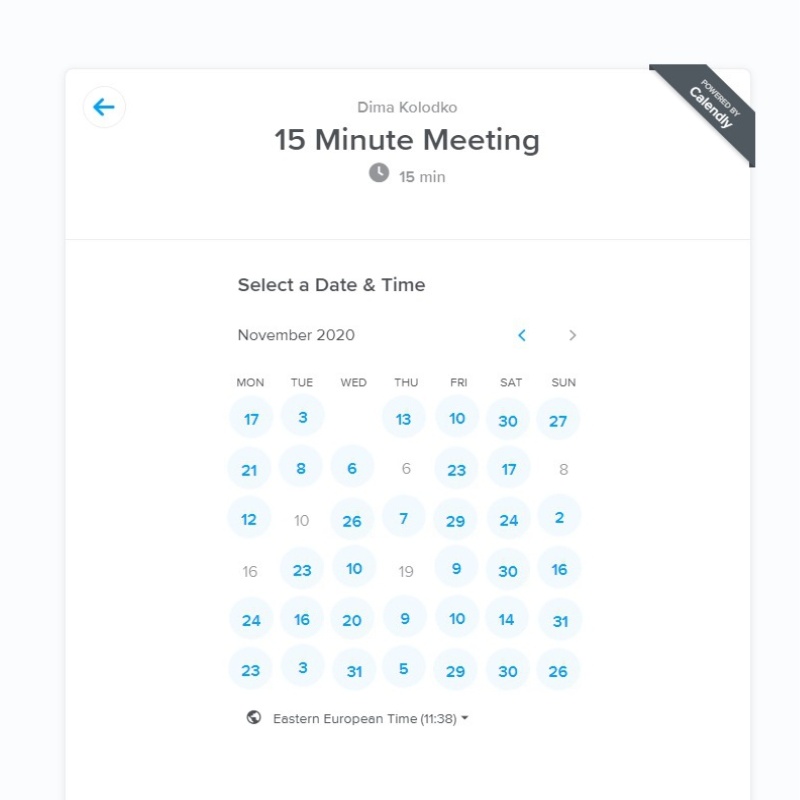 POWERED BY
Calendly
Dima Kolodko
15 Minute Meeting
15 min
Select a Date & Time
November 2020
MON TUE WED THU FRI SAT SUN
17 3 13 10 30 27
21 8 6 6 23 17 8
12 10 26 7 29 24 2
16 23 10 19 9 30 16
24 16 20 9 10 14 31
23 3 31 5 29 30 26
Eastern European Time (11:38)